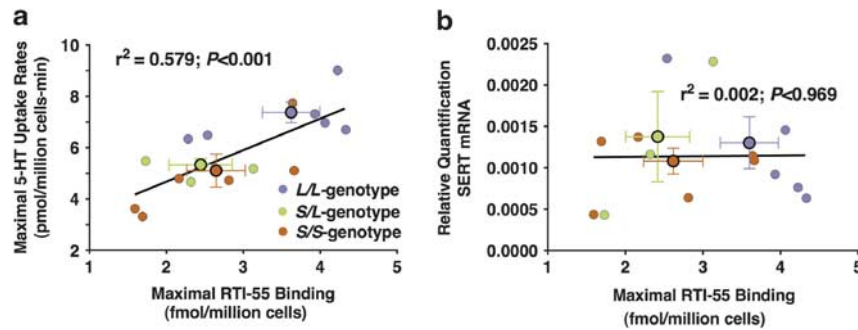 a
r² = 0.579; P<0.001
Maximal 5-HT Uptake Rates
(pmol/million cells-min)
10
8
6
4
2
L/L-genotype
S/L-genotype
S/S-genotype
1 2 3 4 5
Maximal RTI-55 Binding
(fmol/million cells)
b
r² = 0.002; P<0.969
Relative Quantification
SERT mRNA
0.0025
0.0020
0.0015
0.0010
0.0005
0.0000
1 2 3 4 5
Maximal RTI-55 Binding
(fmol/million cells)